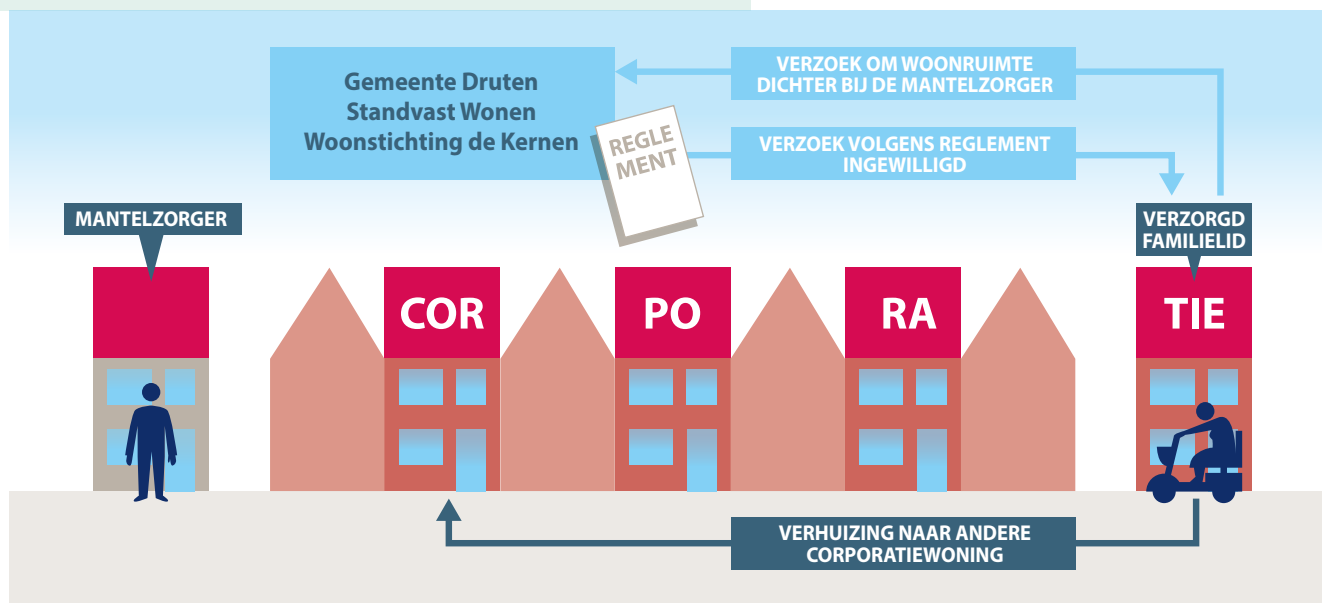 Gemeente Druten
Standvast Wonen
Woonstichting de Kernen
REGLE
MENT
VERZOEK OM WOONRUIMTE
DICHTER BIJ DE MANTELZORGER
VERZOEK VOLGENS REGLEMENT
INGEWILLIGD
MANTELZORGER
VERZORGD
FAMILIELID
COR
PO
RA
TIE
VERHUIZING NAAR ANDERE
CORPORATIEWONING